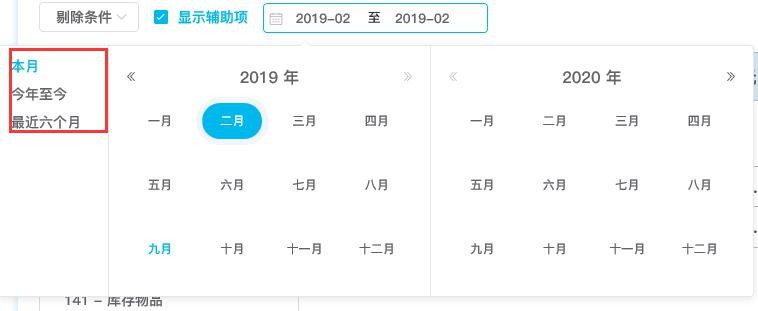 剔除条件 显示辅助项 2019-02 至 2019-02
本月
今年至今
最近六个月
2019 年 2020 年
一月 二月 三月 四月 一月 二月 三月 四月
五月 六月 七月 八月 五月 六月 七月 八月
九月 十月 十一月 十二月 九月 十月 十一月 十二月
141 - 库存物品